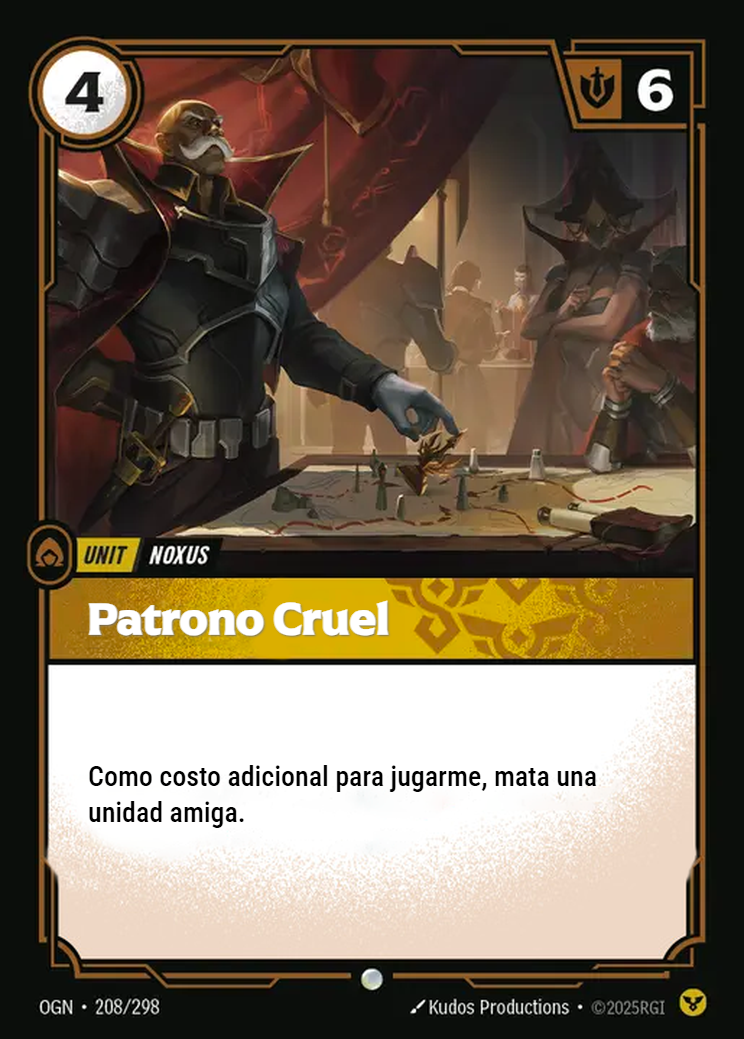 4
6
UNIT NOXUS
Patrono Cruel
Como costo adicional para jugarme, mata una
unidad amiga.
OGN • 208/298
Kudos Productions • ©2025RGI